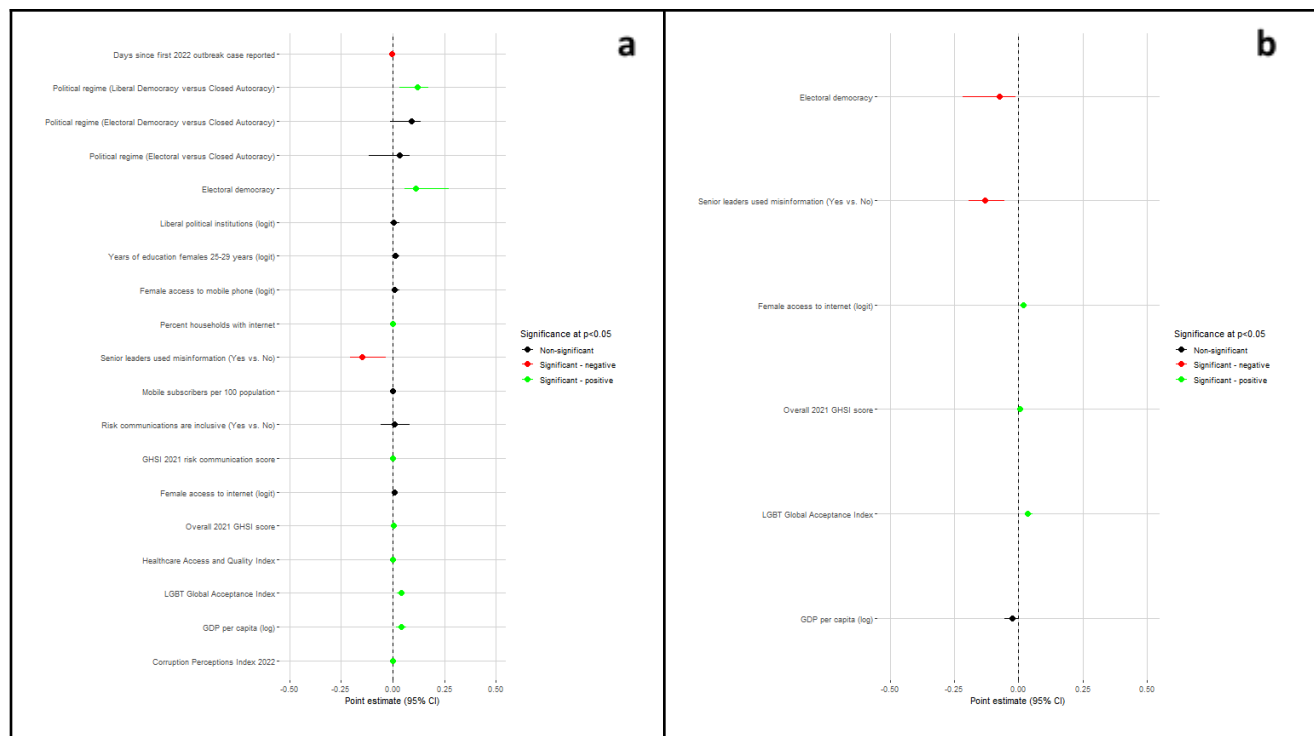 a
Days since first 2022 outbreak case reported
Political regime (Liberal Democracy versus Closed Autocracy)
Political regime (Electoral Democracy versus Closed Autocracy)
Political regime (Electoral versus Closed Autocracy)
Electoral democracy
Liberal political institutions (logit)
Years of education females 25-29 years (logit)
Female access to mobile phone (logit)
Percent households with internet
Senior leaders used misinformation (Yes vs. No)
Mobile subscribers per 100 population
Risk communications are inclusive (Yes vs. No)
GHSI 2021 risk communication score
Female access to internet (logit)
Overall 2021 GHSI score
Healthcare Access and Quality Index
LGBT Global Acceptance Index
GDP per capita (log)
Corruption Perceptions Index 2022
-0.50 -0.25 0.00 0.25 0.50
Point estimate (95% CI)
Significance at p<0.05
Non-significant
Significant - negative
Significant - positive
b
Electoral democracy
Senior leaders used misinformation (Yes vs. No)
Female access to internet (logit)
Overall 2021 GHSI score
LGBT Global Acceptance Index
GDP per capita (log)
-0.50 -0.25 0.00 0.25 0.50
Point estimate (95% CI)
Significance at p<0.05
Non-significant
Significant - negative
Significant - positive